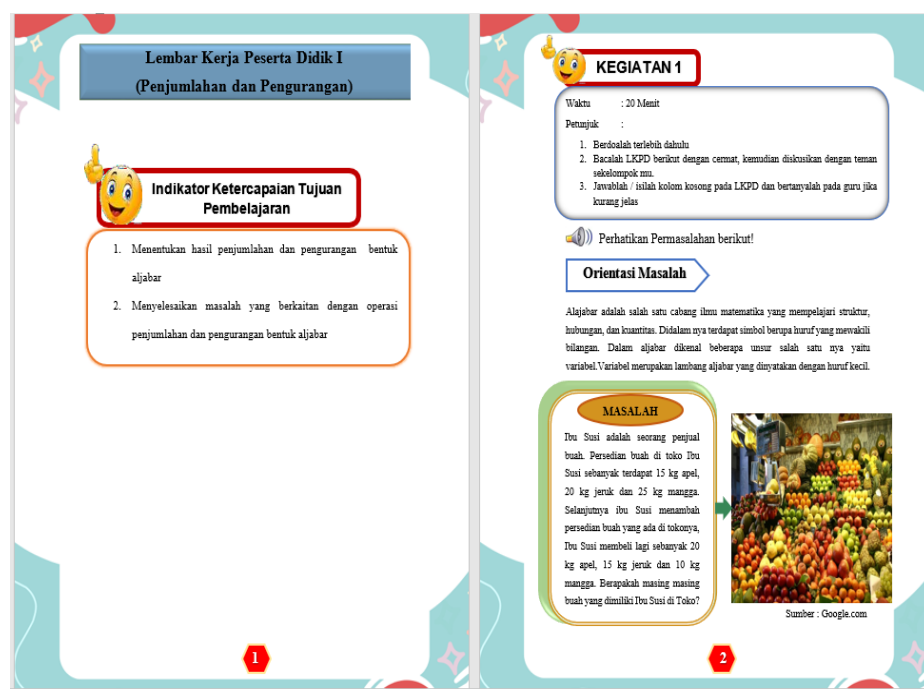 Lembar Kerja Peserta Didik I
(Penjumlahan dan Pengurangan)
Indikator Ketercapaian Tujuan
Pembelajaran
1. Menentukan hasil penjumlahan dan pengurangan bentuk
aljabar
2. Menyelesaikan masalah yang berkaitan dengan operasi
penjumlahan dan pengurangan bentuk aljabar
1
KEGIATAN 1
Waktu : 20 Menit
Petunjuk :
1. Berdoalah terlebih dahulu
2. Bacalah LKPD berikut dengan cermat, kemudian diskusikan dengan teman
sekelompok mu.
3. Jawablah / isilah kolom kosong pada LKPD dan bertanyalah pada guru jika
kurang jelas
Perhatikan Permasalahan berikut!
Orientasi Masalah
Alajabar adalah salah satu cabang ilmu matematika yang mempelajari struktur,
hubungan, dan kuantitas. Didalam nya terdapat simbol berupa huruf yang mewakili
bilangan. Dalam aljabar dikenal beberapa unsur salah satu nya yaitu
variabel.Variabel merupakan lambang aljabar yang dinyatakan dengan huruf kecil.
MASALAH
Ibu Susi adalah seorang penjual
buah. Persedian buah di toko Ibu
Susi sebanyak terdapat 15 kg apel,
20 kg jeruk dan 25 kg mangga.
Selanjutnya ibu Susi menambah
persedian buah yang ada di tokonya,
Ibu Susi membeli lagi sebanyak 20
kg apel, 15 kg jeruk dan 10 kg
mangga. Berapakah masing masing
buah yang dimiliki Ibu Susi di Toko?
Sumber : Google.com
2